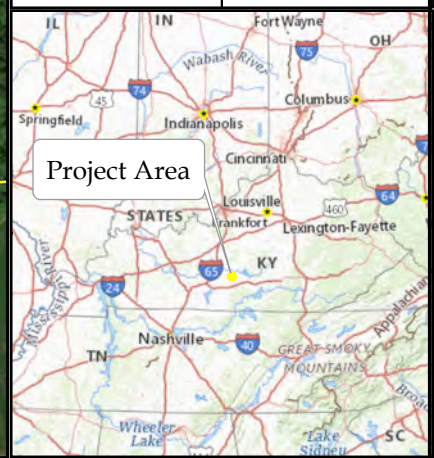 IL
IN
Fort Wayne
OH
75
Wabash River
74
45
Columbus
Springfield
Indianapolis
Cincinnati
Project Area
64
Louisville
460
STATES
Frankfort
Lexington-Fayette
KY
65
Mississippi River
24
Appalachian
Nashville
40
GREAT SMOKY
MOUNTAINS
TN
Broad
Wheeler
Lake
Lake
Sidney
SC